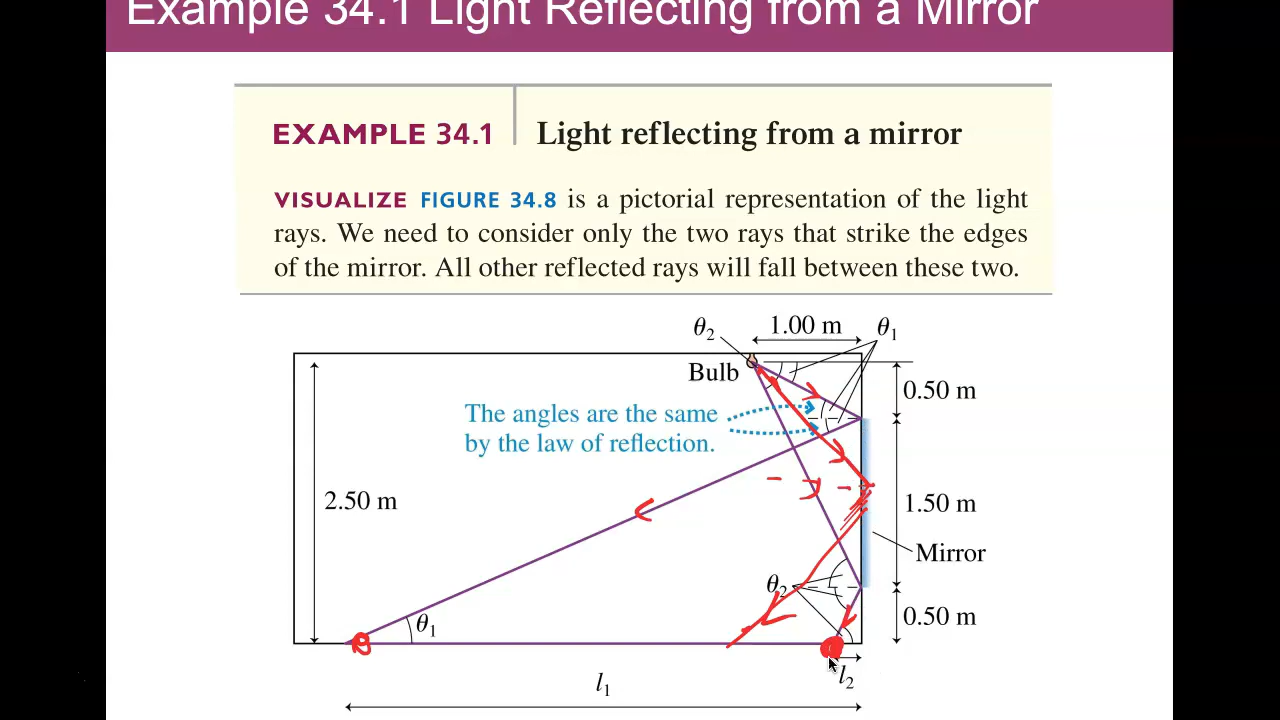 Example 34.1 Light Reflecting from a Mirror
EXAMPLE 34.1 Light reflecting from a mirror
VISUALIZE FIGURE 34.8 is a pictorial representation of the light
rays. We need to consider only the two rays that strike the edges
of the mirror. All other reflected rays will fall between these two.
θ₂ 1.00 m θ₁
Bulb
0.50 m
The angles are the same
by the law of reflection.
2.50 m
1.50 m
Mirror
θ₂
0.50 m
θ₁
l₂
l₁